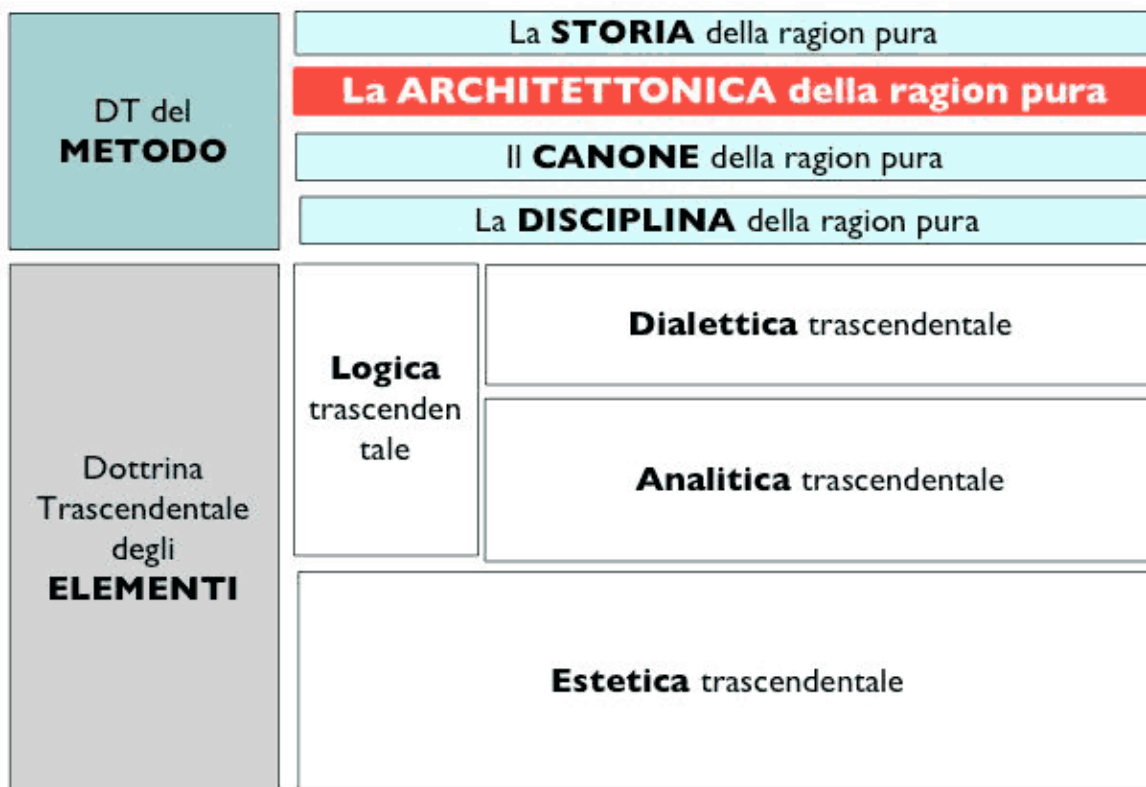 La STORIA della ragion pura
La ARCHITETTONICA della ragion pura
DT del
METODO
Il CANONE della ragion pura
La DISCIPLINA della ragion pura
Dialettica trascendentale
Logica
trascenden
tale
Analitica trascendentale
Dottrina
Trascendentale
degli
ELEMENTI
Estetica trascendentale